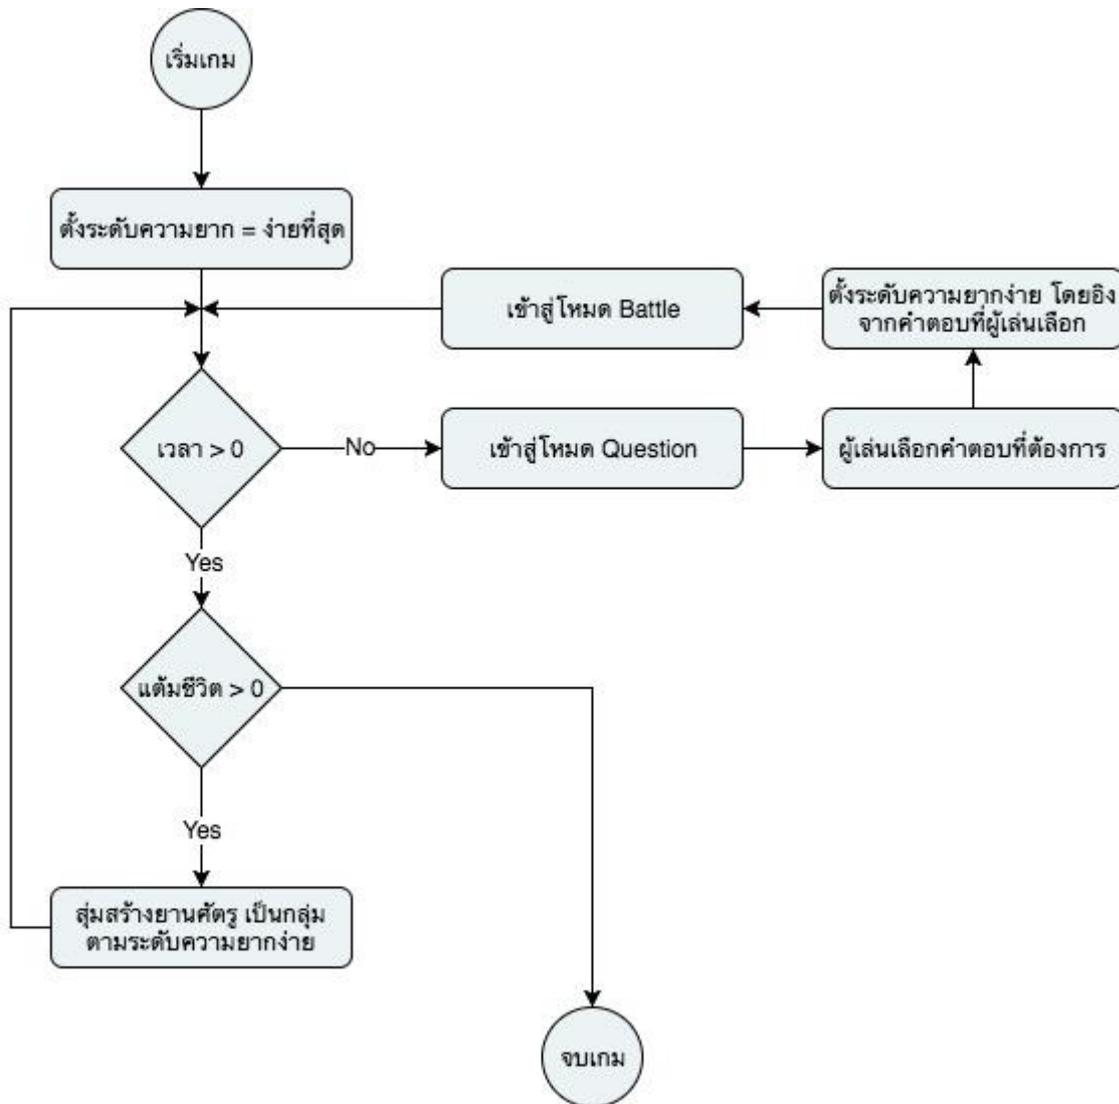 เริ่มเกม
ตั้งระดับความยาก = ง่ายที่สุด
เข้าสู่โหมด Battle
ตั้งระดับความยากง่าย โดยอิง
จากคำตอบที่ผู้เล่นเลือก
เวลา > 0
No
เข้าสู่โหมด Question
ผู้เล่นเลือกคำตอบที่ต้องการ
Yes
แต้มชีวิต > 0
Yes
สุ่มสร้างยานศัตรู เป็นกลุ่ม
ตามระดับความยากง่าย
จบเกม